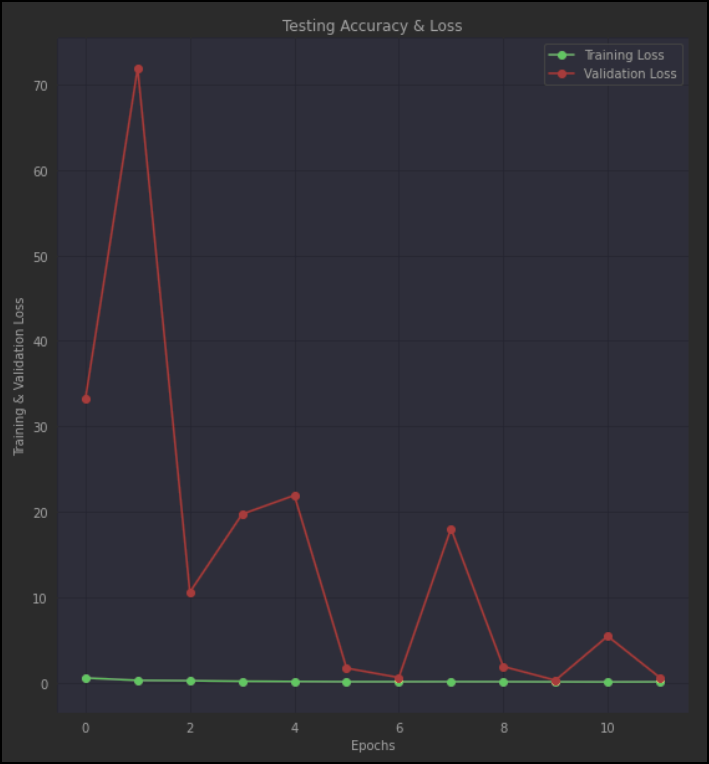 Testing Accuracy & Loss
Training Loss
Validation Loss
70
60
50
40
30
20
10
0
Training & Validation Loss
0 2 4 6 8 10
Epochs